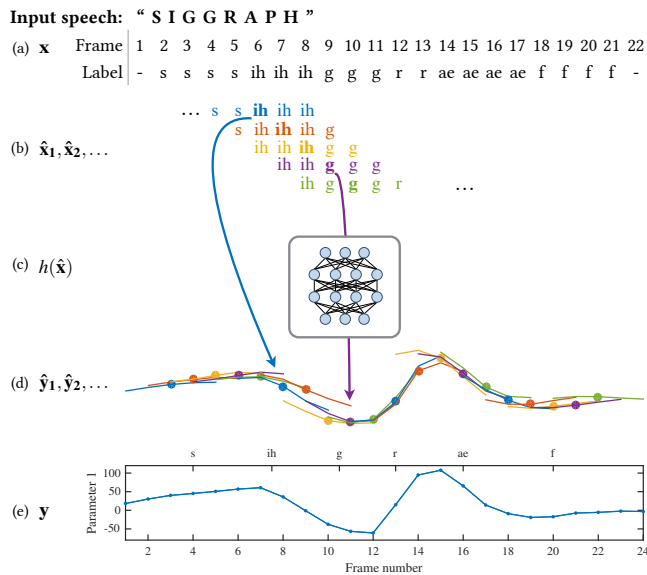 Input speech: “ S I G G R A P H ”
(a) x Frame 1 2 3 4 5 6 7 8 9 10 11 12 13 14 15 16 17 18 19 20 21 22
Label - s s s s ih ih ih g g g r r ae ae ae ae f f f f -
... s s ih ih ih
s ih ih ih g
(b) x̂₁, x̂₂, ... ih ih ih g g
ih ih g g g
ih g g g r ...
(c) h(x̂)
(d) ŷ₁, ŷ₂, ...
s ih g r ae f
(e) y Parameter 1
100
50
0
-50
2 4 6 8 10 12 14 16 18 20 22 24
Frame number